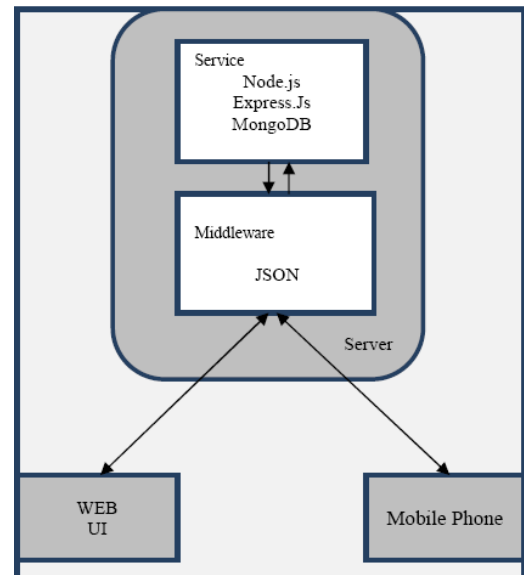 Service
Node.js
Express.Js
MongoDB
Middleware
JSON
Server
WEB
UI
Mobile Phone